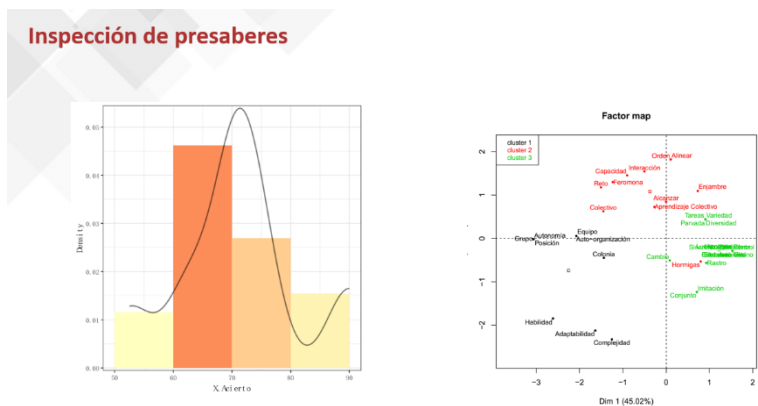 Inspección de presaberes
0.05
0.04
0.03
0.02
0.01
0.00
Density
50 60 70 80 90
X.Acierto
Factor map
cluster 1
cluster 2
cluster 3
2
1
0
-1
-2
Orden Alinear
Interacción
Capacidad
Reto Feromona
Enjambre
Alcanzar
Aprendizaje Colectivo
Colectivo
Tareas Variedad
Parvada Diversidad
Equipo
Autonomía
Grupo Auto-organización
Posición
Colonia
Cambio
Hormigas Rastro
Imitación
Conjunto
Habilidad
Adaptabilidad
Complejidad
-3 -2 -1 0 1 2
Dim 1 (45.02%)